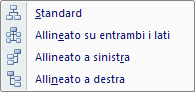 Standard
Allineato su entrambi i lati
Allineato a sinistra
Allineato a destra